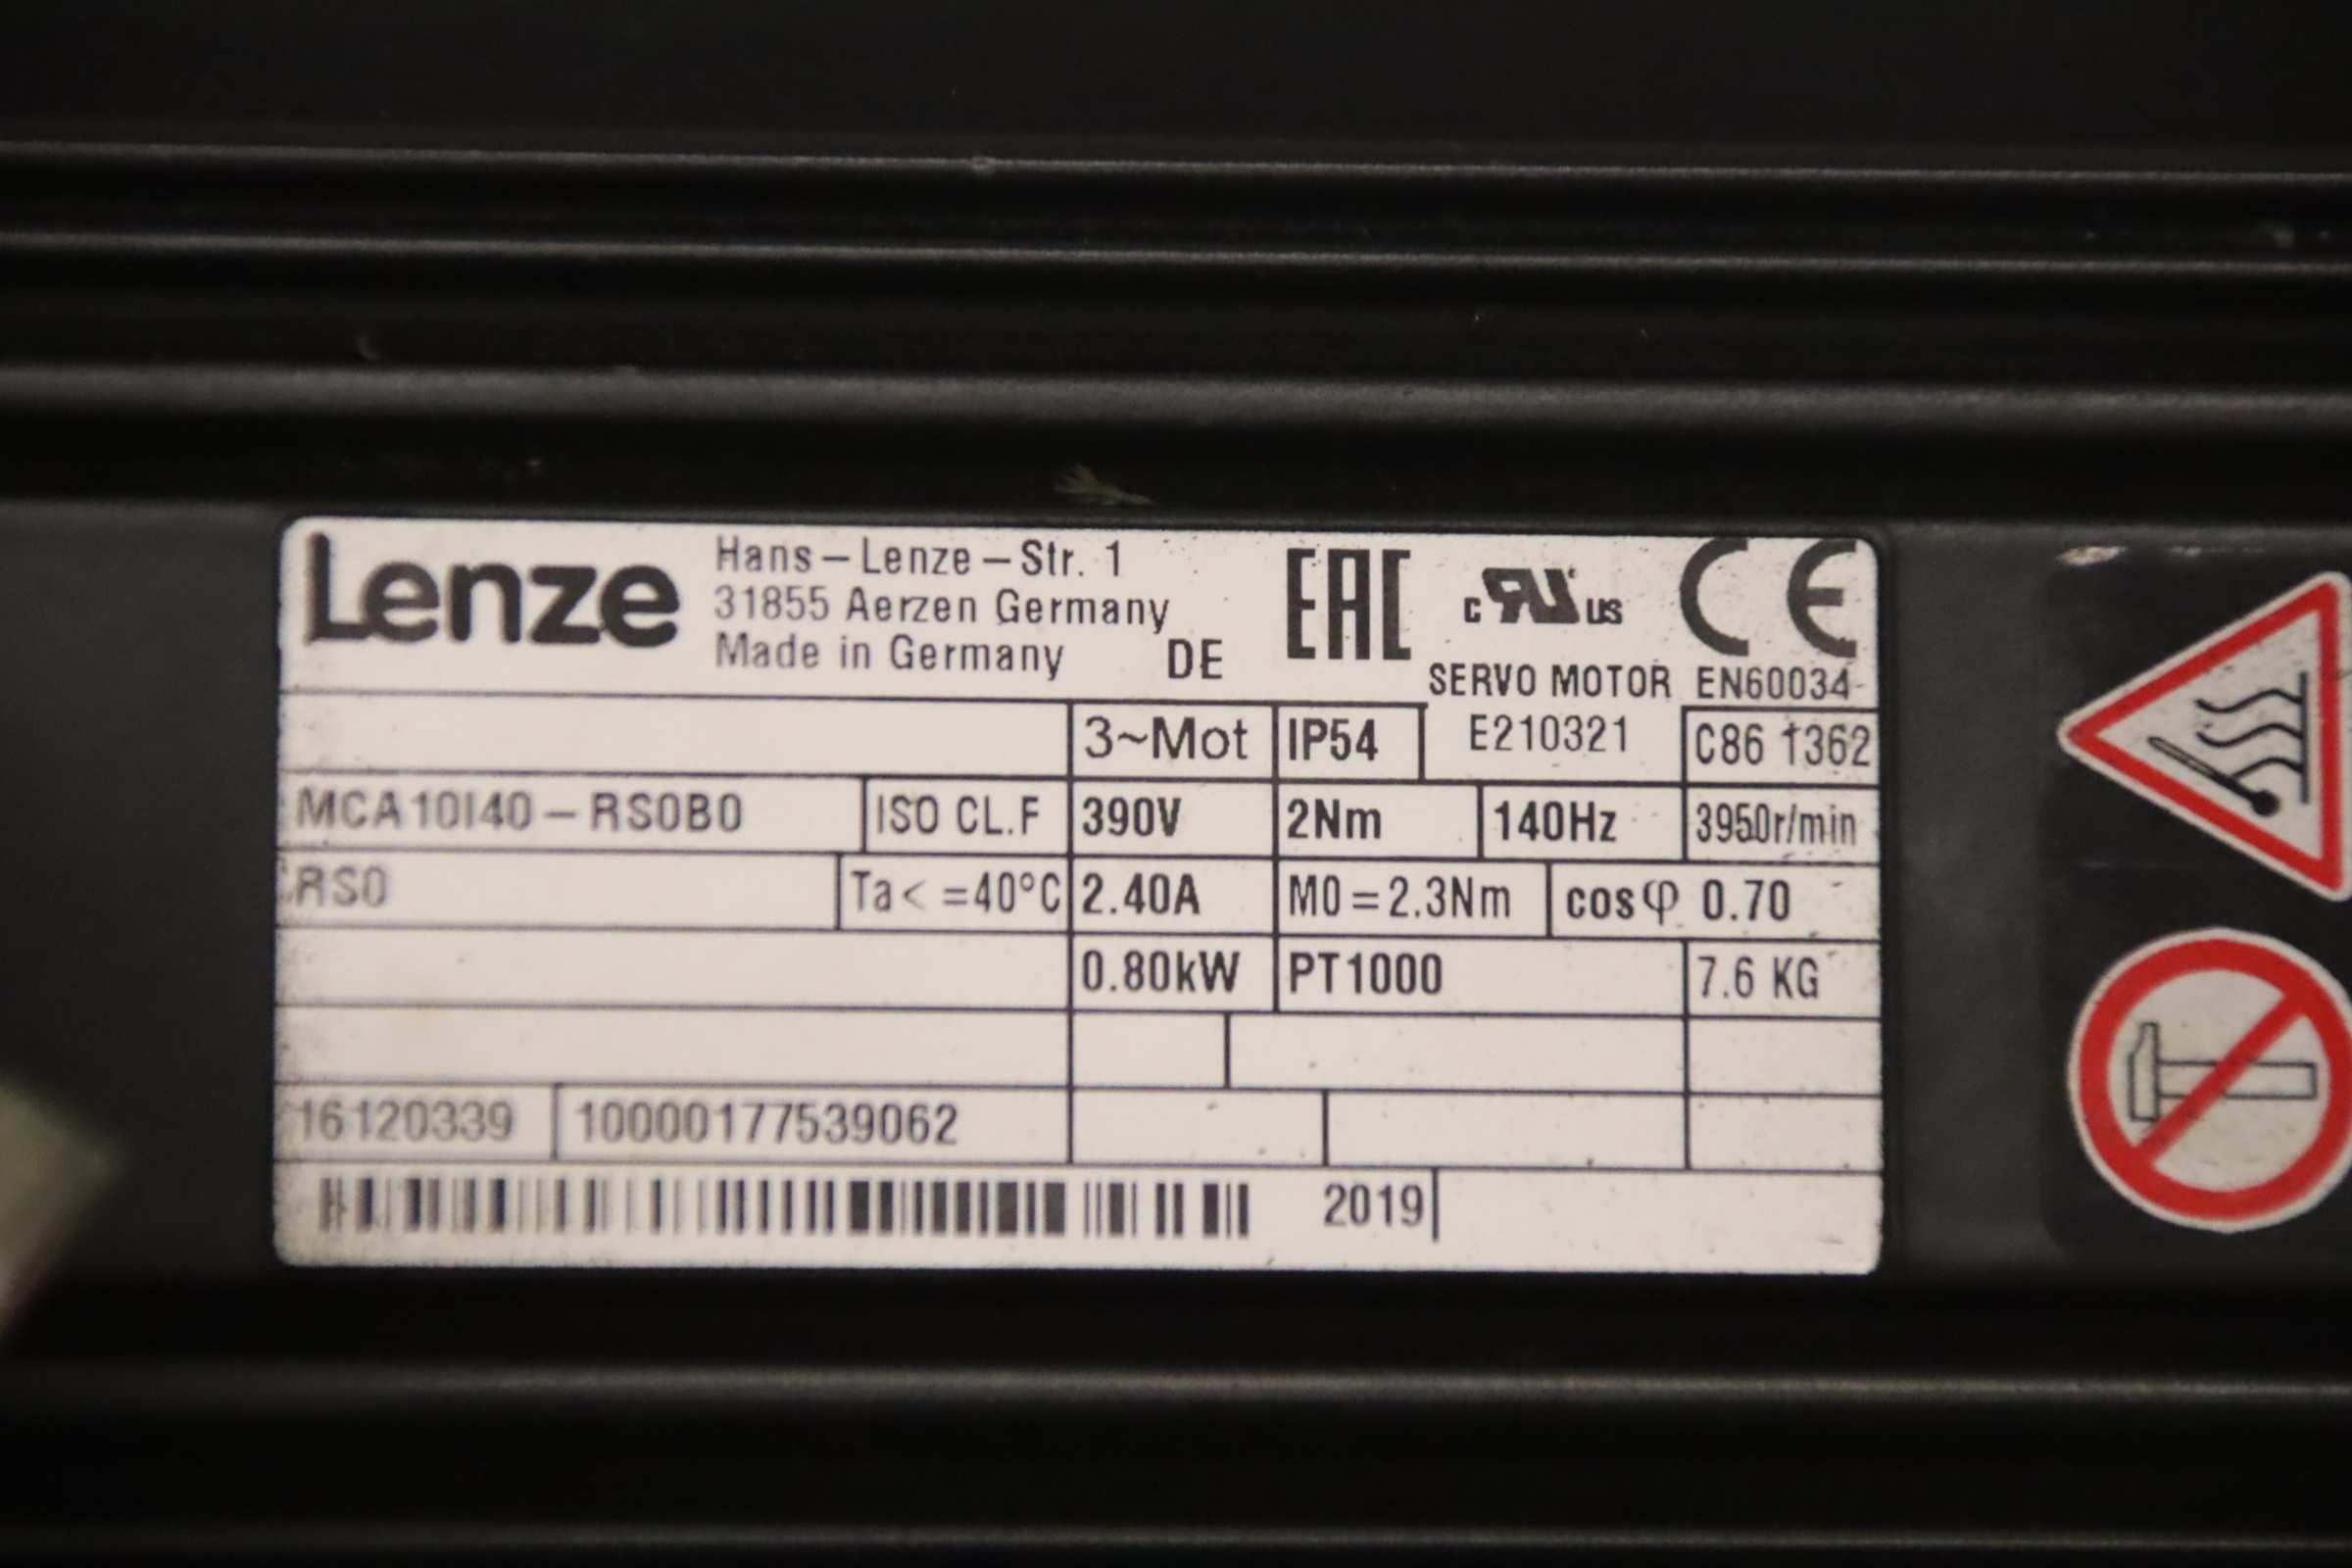 Lenze
Hans-Lenze-Str. 1
31855 Aerzen Germany
Made in Germany DE
EAC
c RU us
CE
SERVO MOTOR EN60034-
3~Mot IP54 E210321 C86 1362
MCA10I40-RS0B0 ISO CL.F 390V 2Nm 140Hz 3950r/min
RS0 Ta<=40°C 2.40A M0=2.3Nm cosφ 0.70
0.80kW PT1000 7.6 KG
16120339 10000177539062
2019